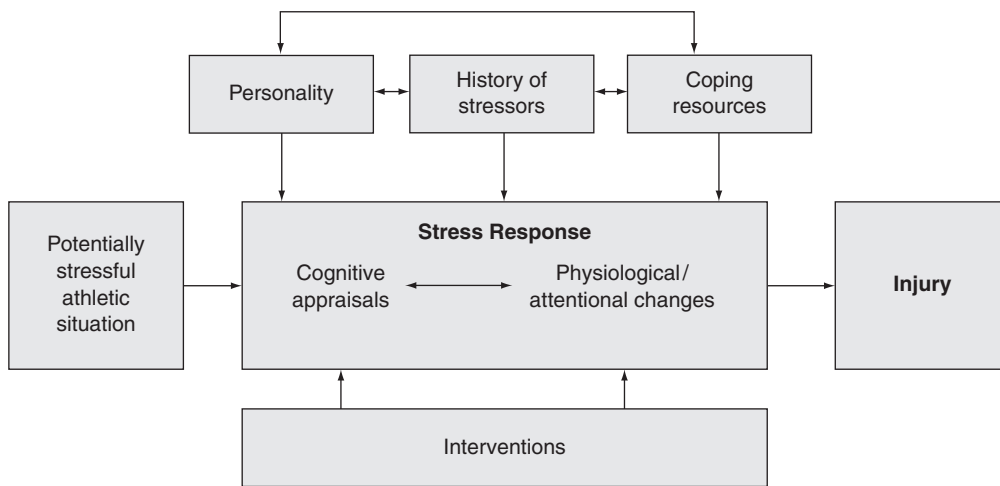 Personality
History of
stressors
Coping
resources
Potentially
stressful
athletic
situation
Stress Response
Cognitive
appraisals
Physiological/
attentional changes
Injury
Interventions